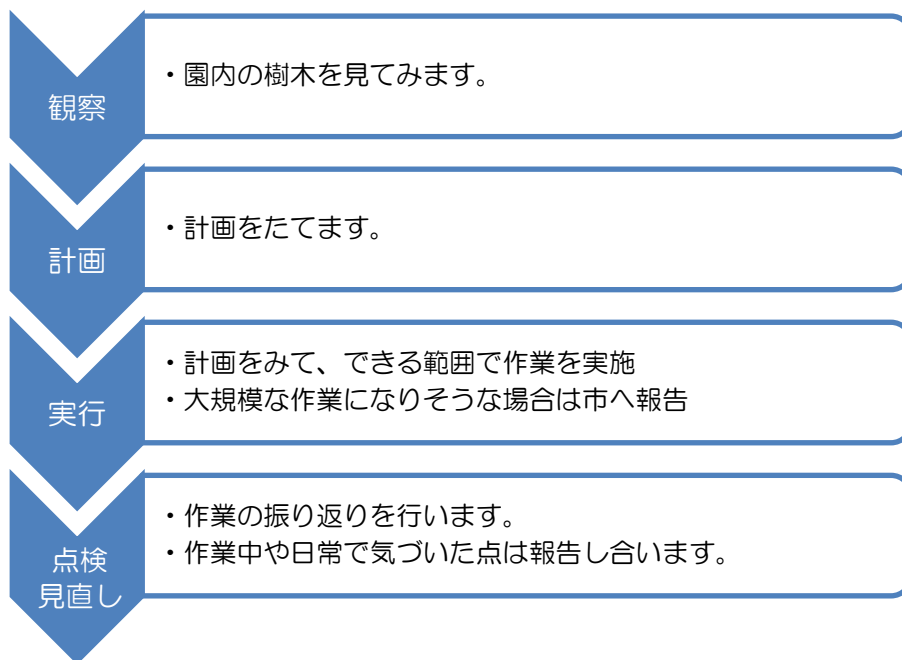 観察
・園内の樹木を見てみます。
計画
・計画をたてます。
実行
・計画をみて、できる範囲で作業を実施
・大規模な作業になりそうな場合は市へ報告
点検
見直し
・作業の振り返りを行います。
・作業中や日常で気づいた点は報告し合います。